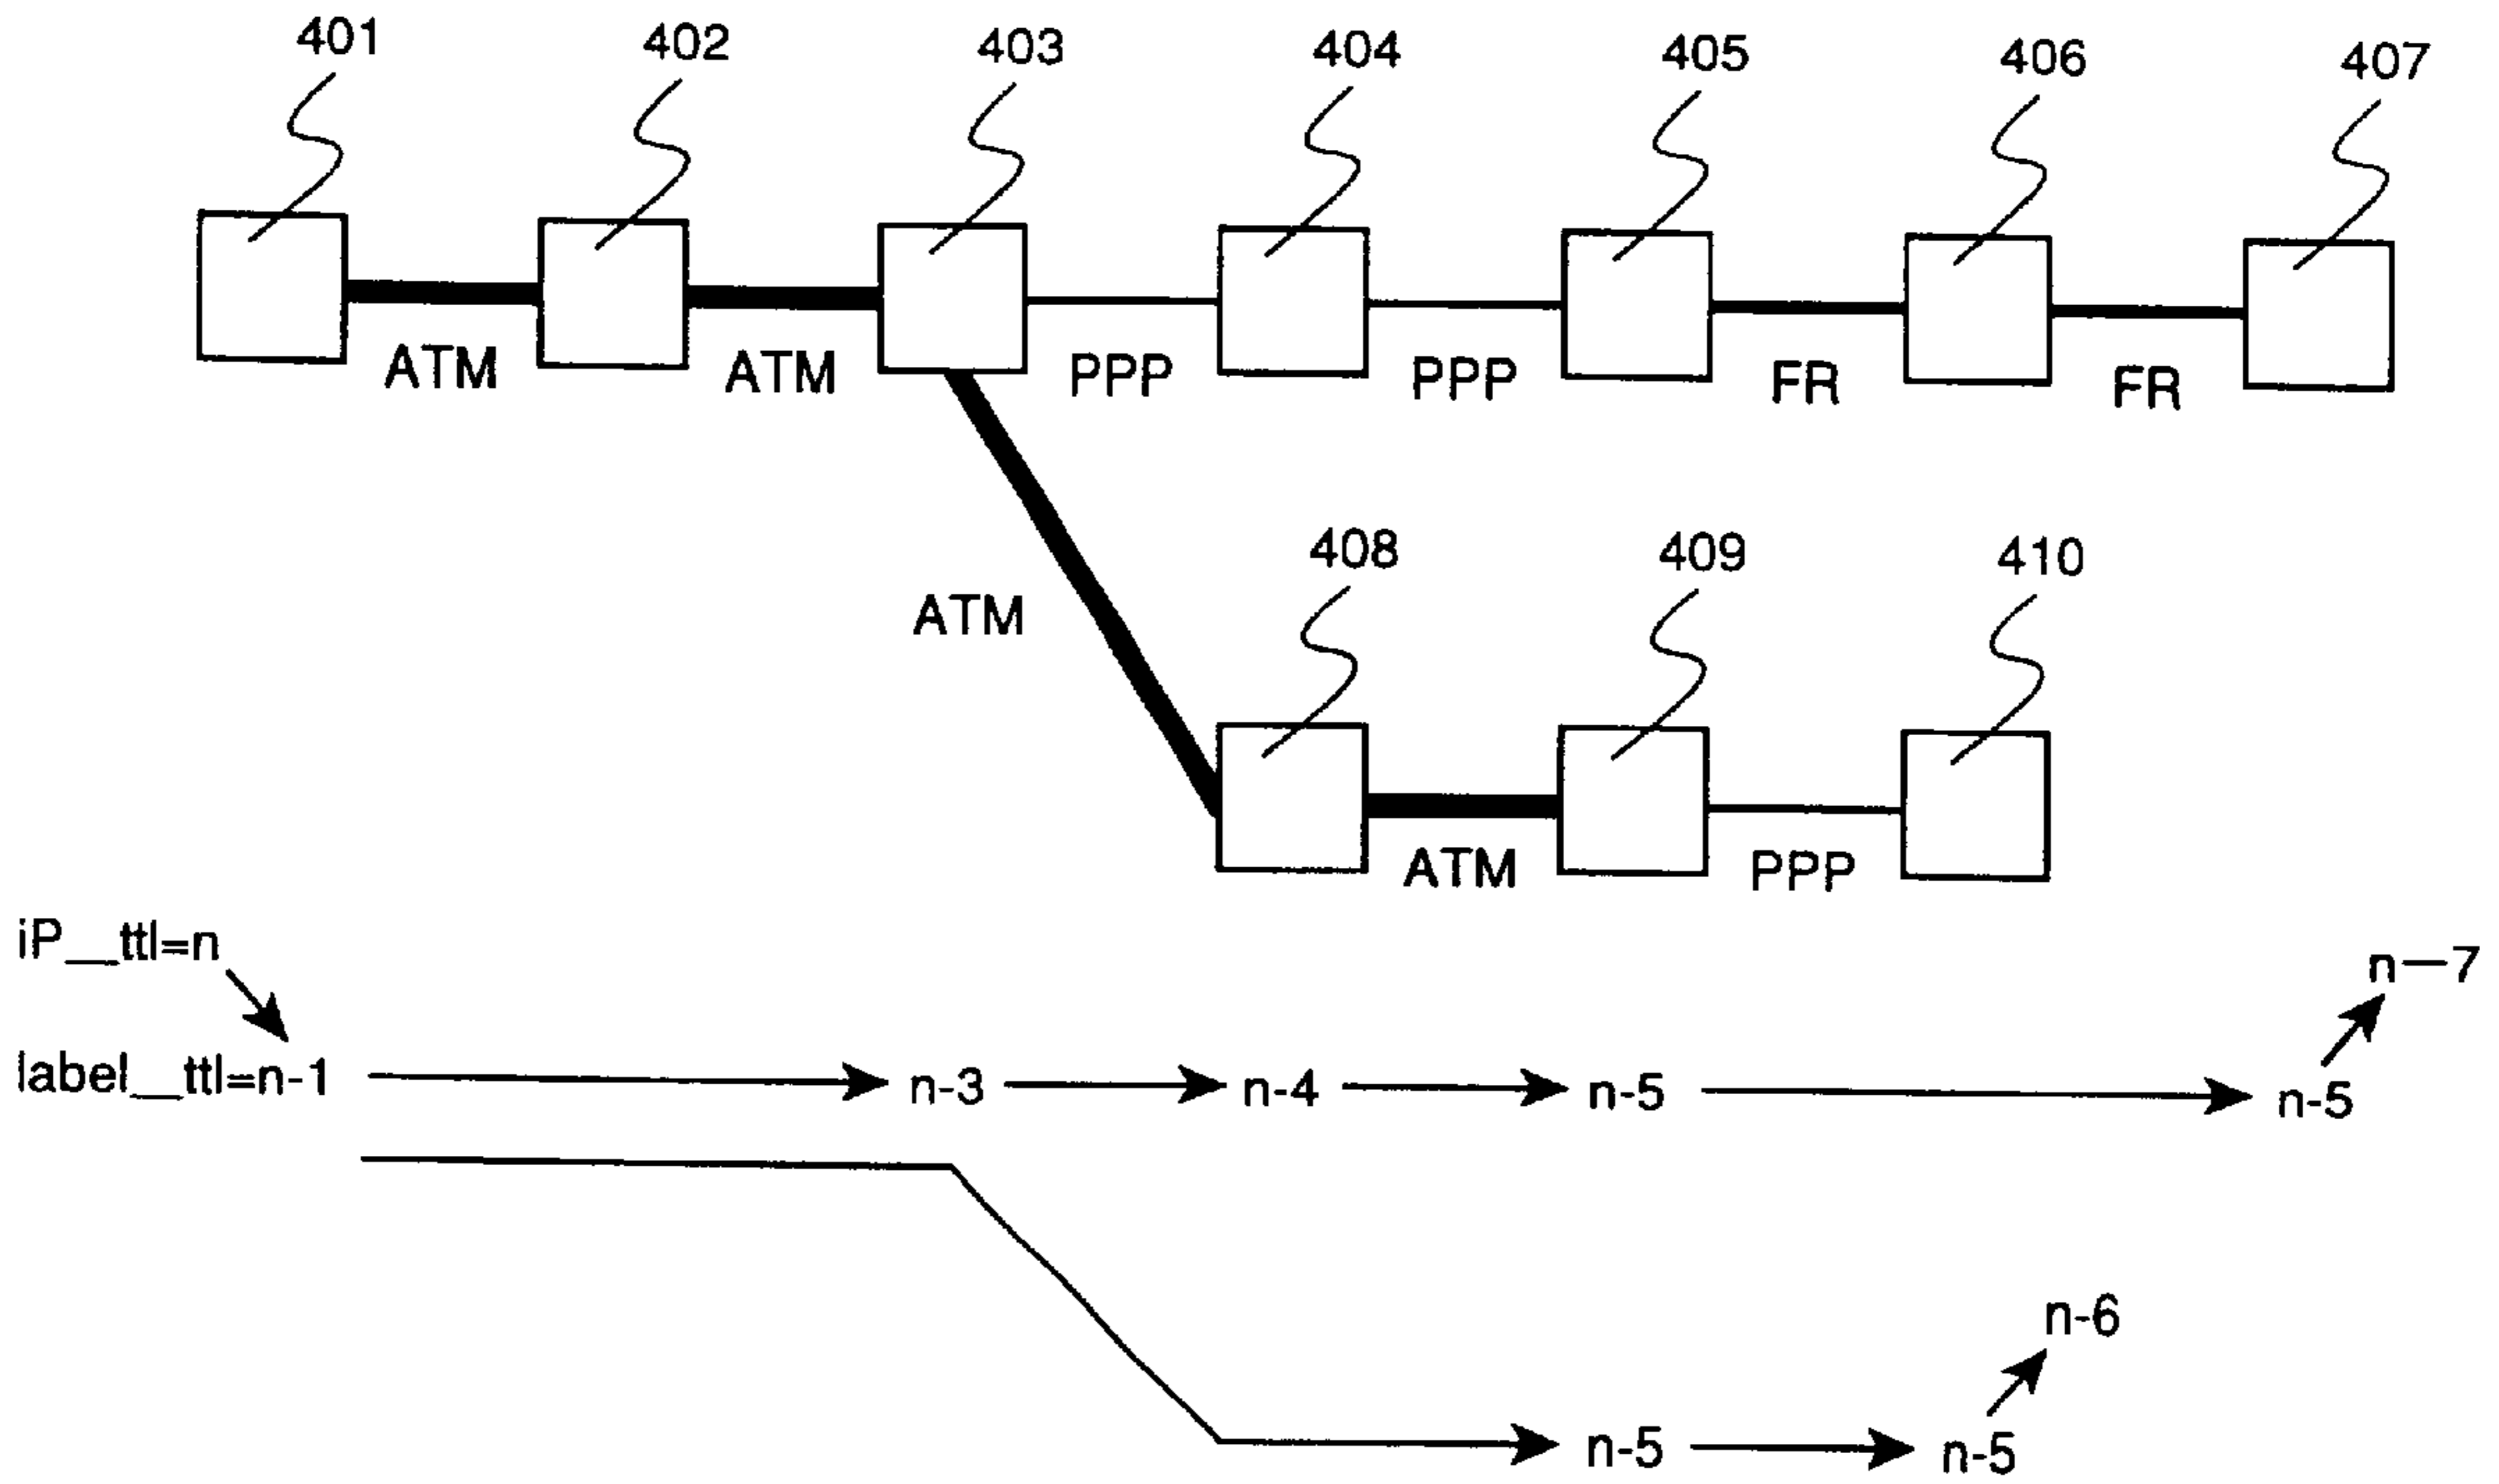 401 402 403 404 405 406 407
ATM ATM PPP PPP FR FR
408 409 410
ATM
ATM PPP
iP__ttl=n n—7
label__ttl=n-1 n-3 n-4 n-5 n-5
n-6
n-5 n-5